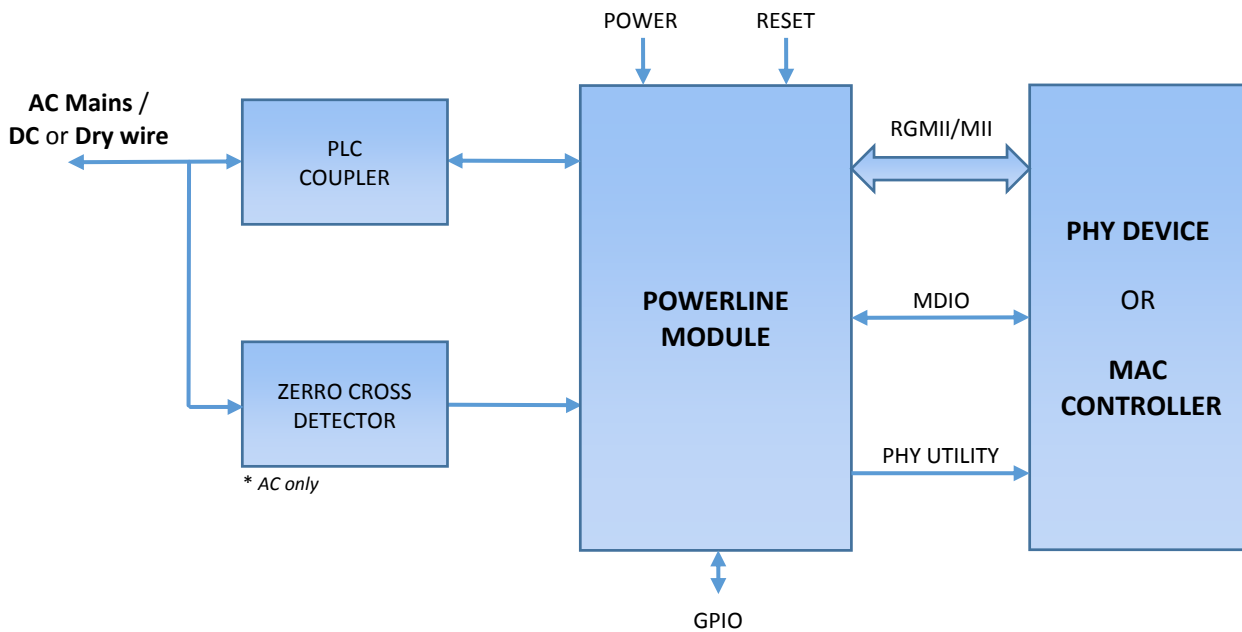 POWER
RESET
AC Mains /
DC or Dry wire
PLC
COUPLER
RGMII/MII
PHY DEVICE
OR
MAC
CONTROLLER
POWERLINE
MODULE
MDIO
ZERRO CROSS
DETECTOR
* AC only
PHY UTILITY
GPIO